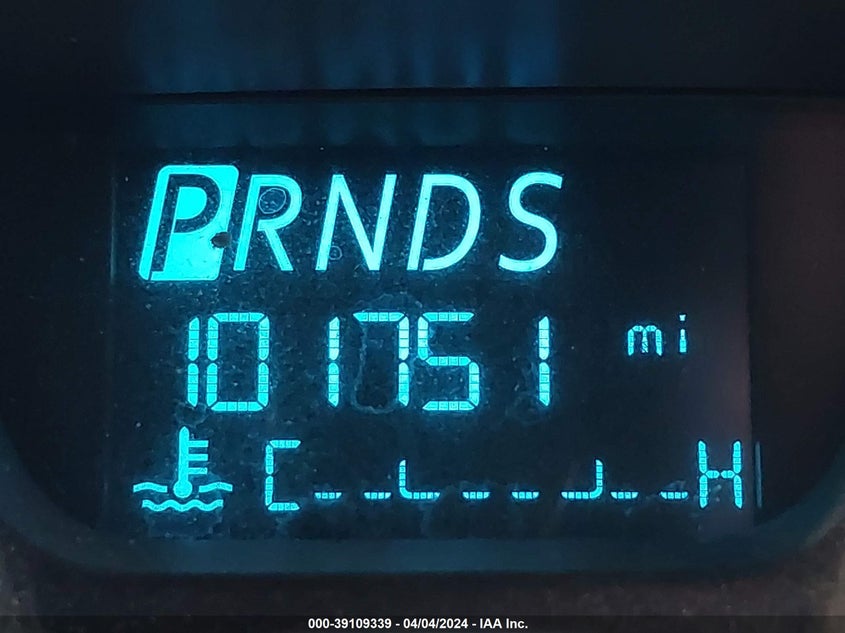 PRNDS
101751 mi
C H
000-39109339 - 04/04/2024 - IAA Inc.